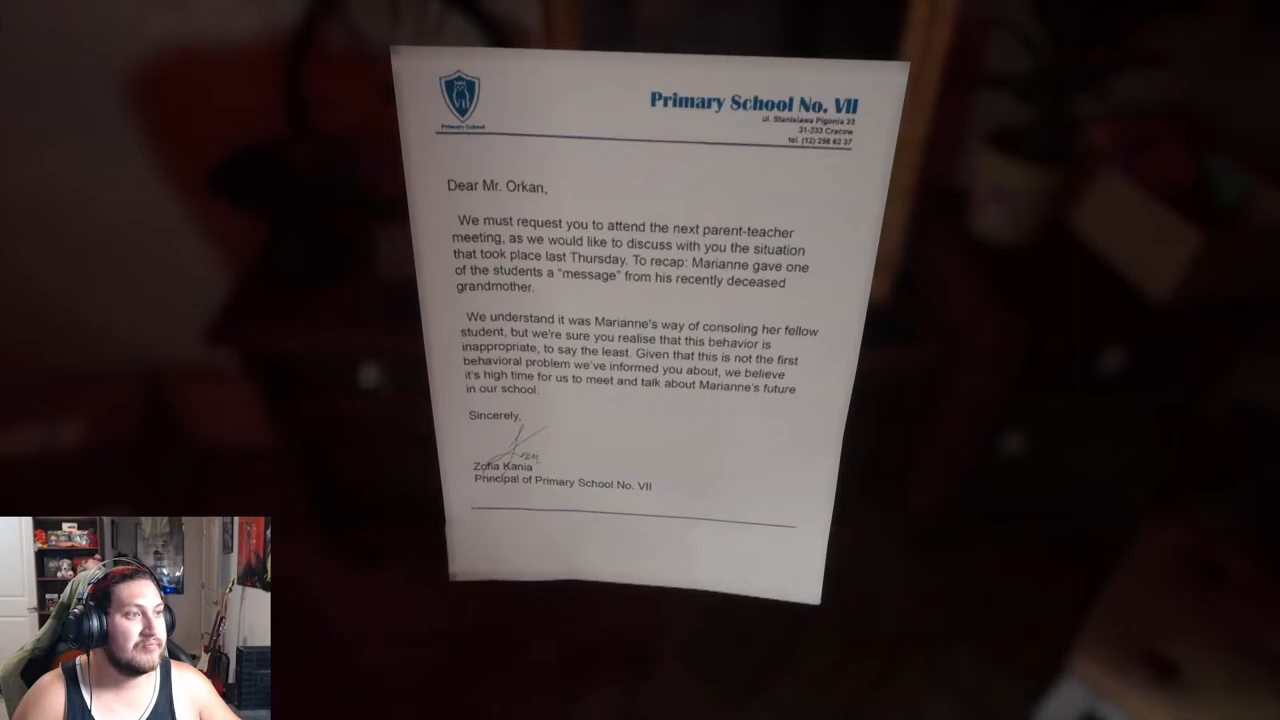 Primary School
Primary School No. VII
ul. Stanisława Pigonia 33
31-233 Cracow
tel. (12) 256 62 37
Dear Mr. Orkan,
We must request you to attend the next parent-teacher
meeting, as we would like to discuss with you the situation
that took place last Thursday. To recap: Marianne gave one
of the students a “message” from his recently deceased
grandmother.
We understand it was Marianne's way of consoling her fellow
student, but we're sure you realise that this behavior is
inappropriate, to say the least. Given that this is not the first
behavioral problem we've informed you about, we believe
it's high time for us to meet and talk about Marianne's future
in our school.
Sincerely,
Zofia Kania
Principal of Primary School No. VII